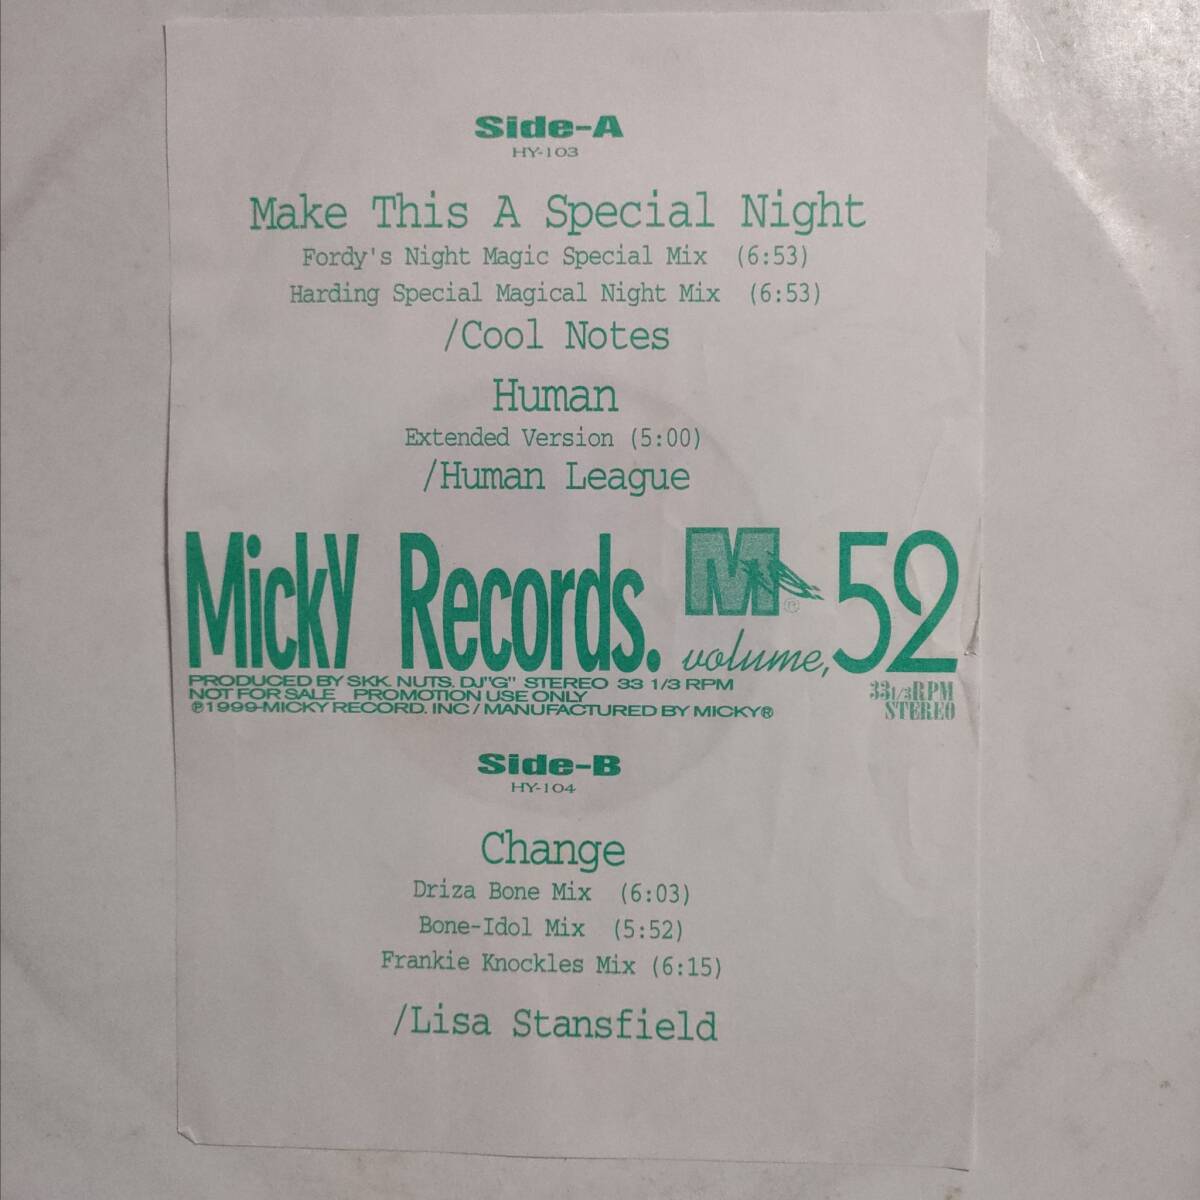 Side-A
HY-103
Make This A Special Night
Fordy's Night Magic Special Mix (6:53)
Harding Special Magical Night Mix (6:53)
/Cool Notes
Human
Extended Version (5:00)
/Human League
MickY Records. M volume, 52
PRODUCED BY SKK. NUTS. DJ"G" STEREO 33 1/3 RPM
NOT FOR SALE PROMOTION USE ONLY
℗1999-MICKY RECORD. INC / MANUFACTURED BY MICKY®
33 1/3 RPM
STEREO
Side-B
HY-104
Change
Driza Bone Mix (6:03)
Bone-Idol Mix (5:52)
Frankie Knockles Mix (6:15)
/Lisa Stansfield